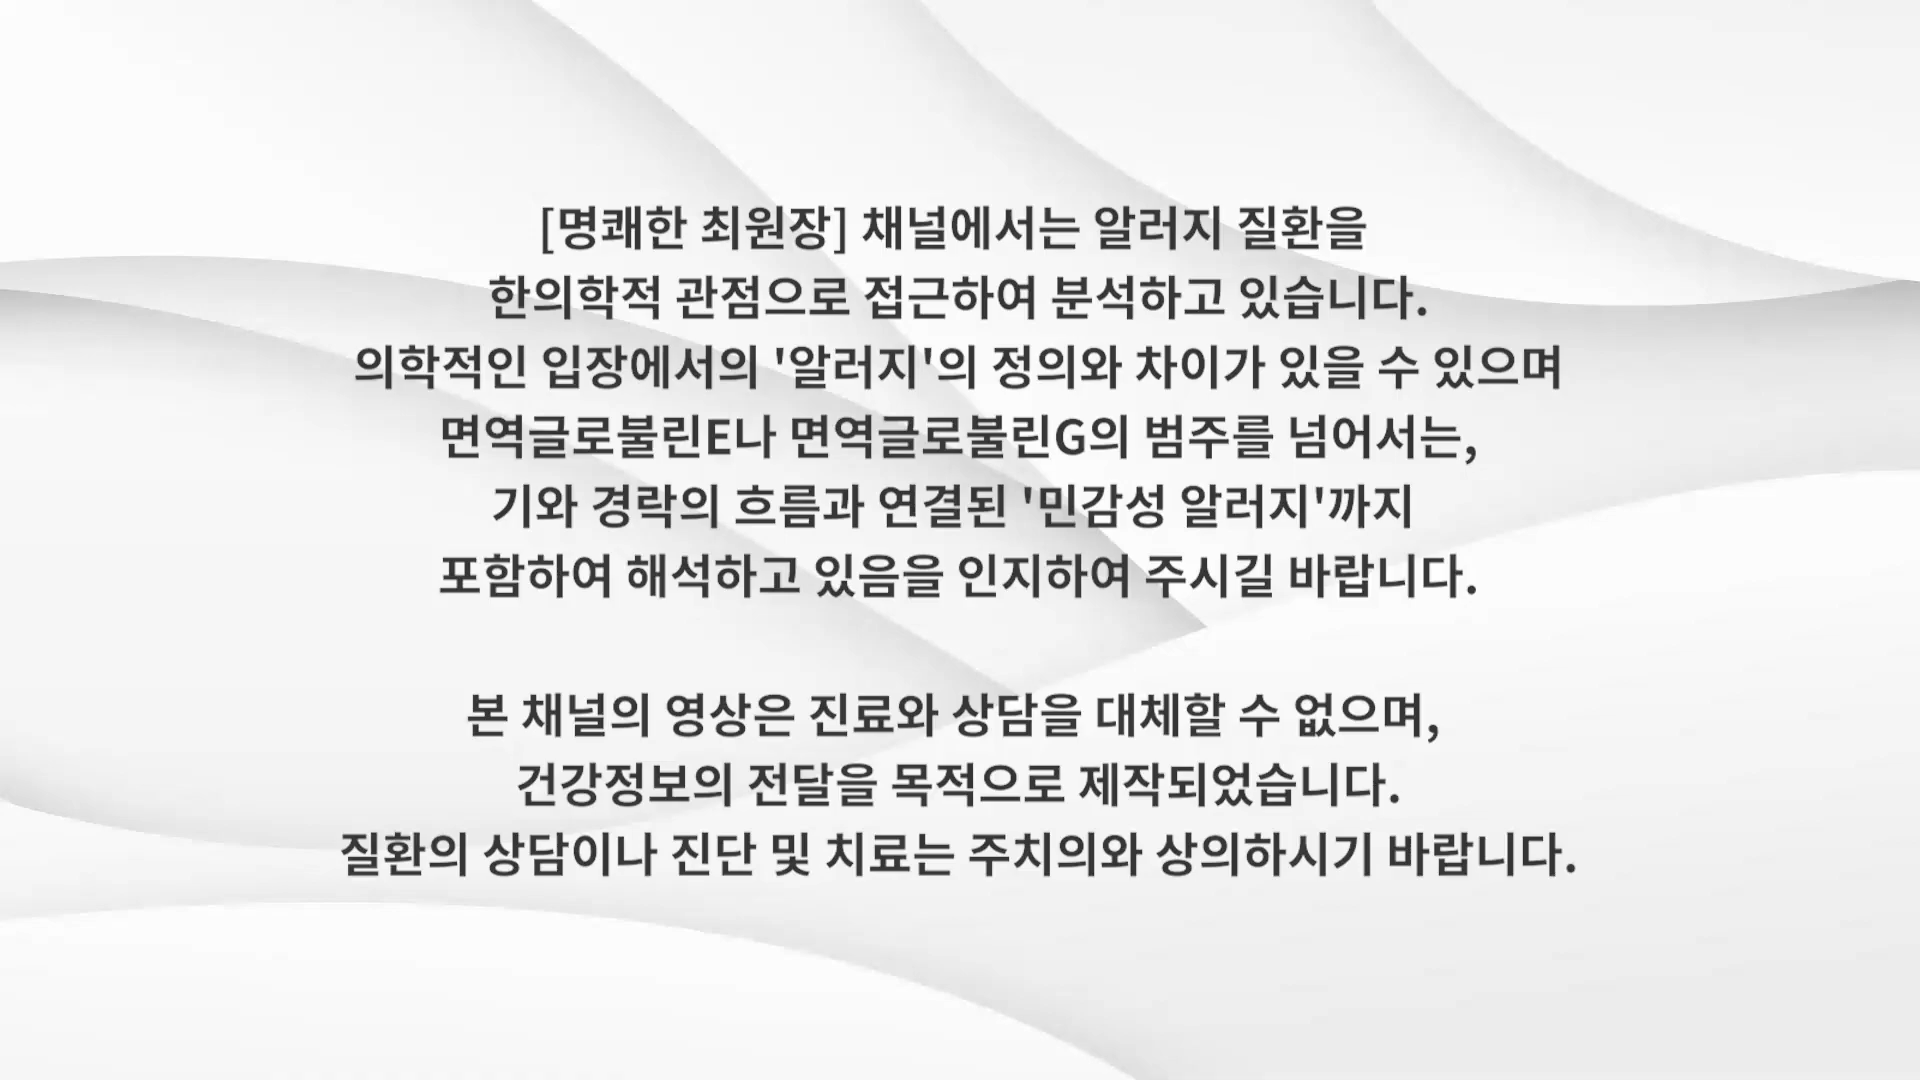 [명쾌한 최원장] 채널에서는 알러지 질환을
한의학적 관점으로 접근하여 분석하고 있습니다.
의학적인 입장에서의 '알러지'의 정의와 차이가 있을 수 있으며
면역글로불린E나 면역글로불린G의 범주를 넘어서는,
기와 경락의 흐름과 연결된 '민감성 알러지'까지
포함하여 해석하고 있음을 인지하여 주시길 바랍니다.
본 채널의 영상은 진료와 상담을 대체할 수 없으며,
건강정보의 전달을 목적으로 제작되었습니다.
질환의 상담이나 진단 및 치료는 주치의와 상의하시기 바랍니다.